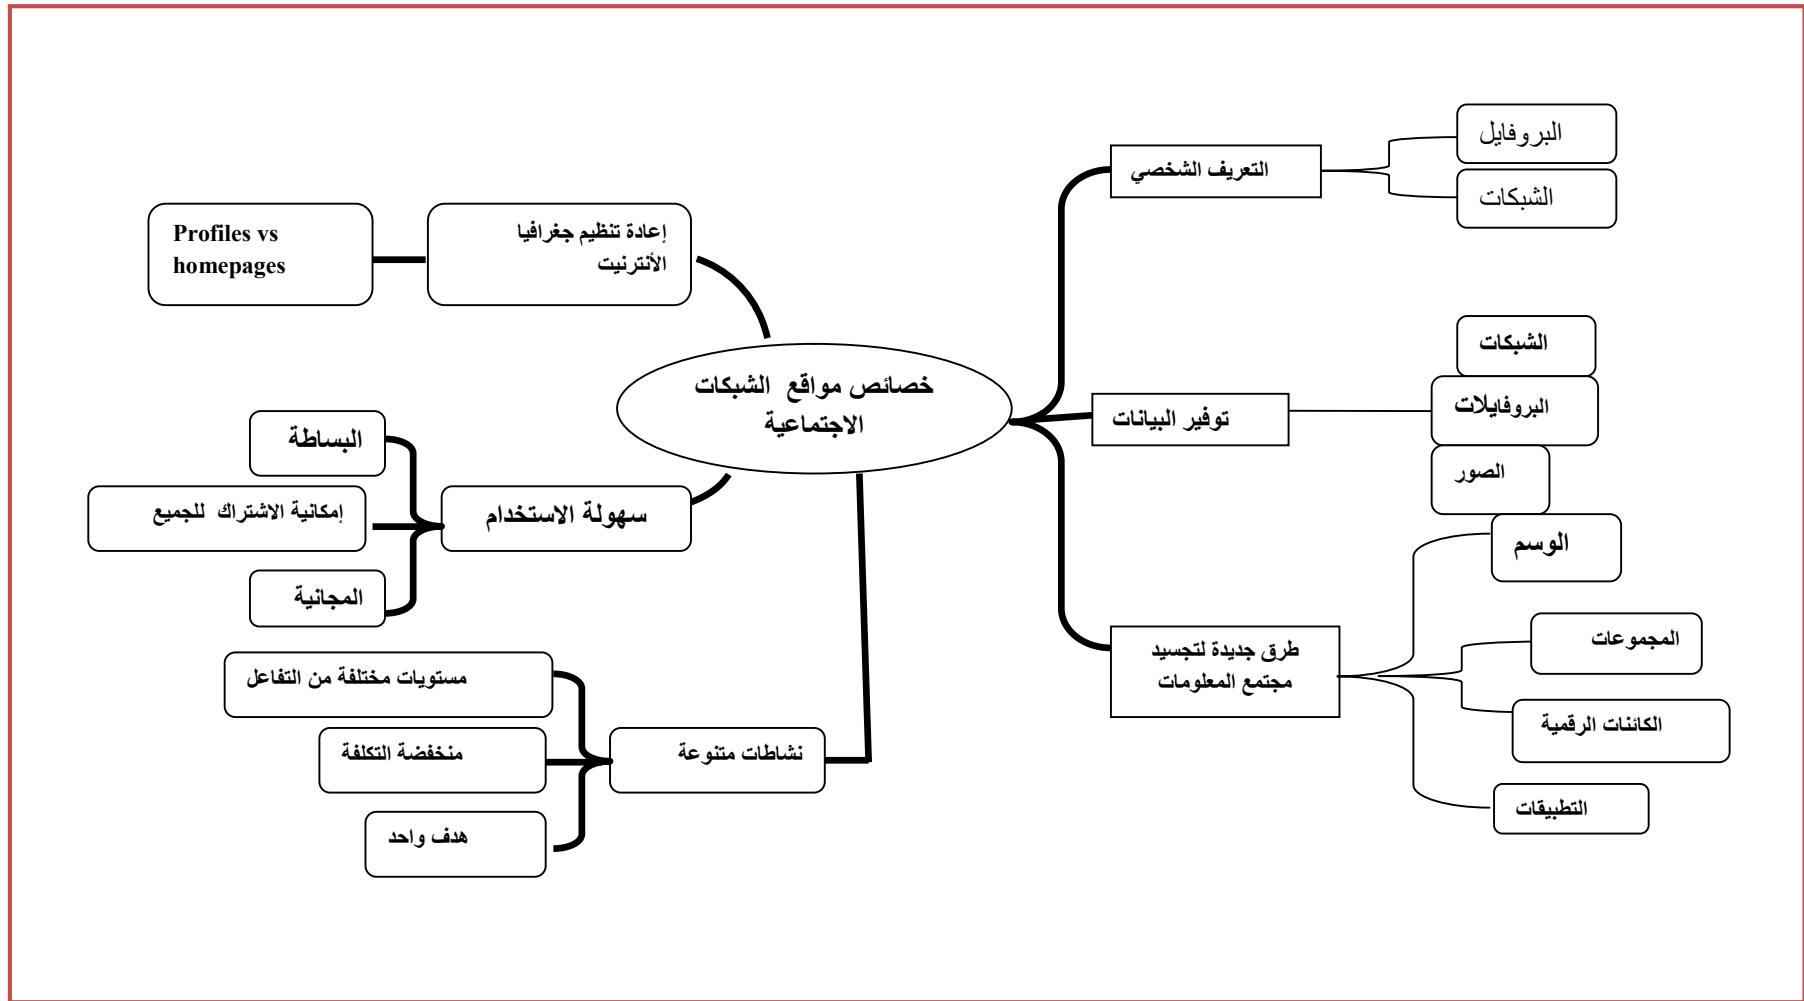 خصائص مواقع الشبكات
الاجتماعية
التعريف الشخصي
البروفايل
الشبكات
توفير البيانات
الشبكات
البروفايلات
الصور
طرق جديدة لتجسيد
مجتمع المعلومات
الوسم
المجموعات
الكائنات الرقمية
التطبيقات
إعادة تنظيم جغرافيا
الأنترنيت
Profiles vs
homepages
سهولة الاستخدام
البساطة
إمكانية الاشتراك للجميع
المجانية
نشاطات متنوعة
مستويات مختلفة من التفاعل
منخفضة التكلفة
هدف واحد